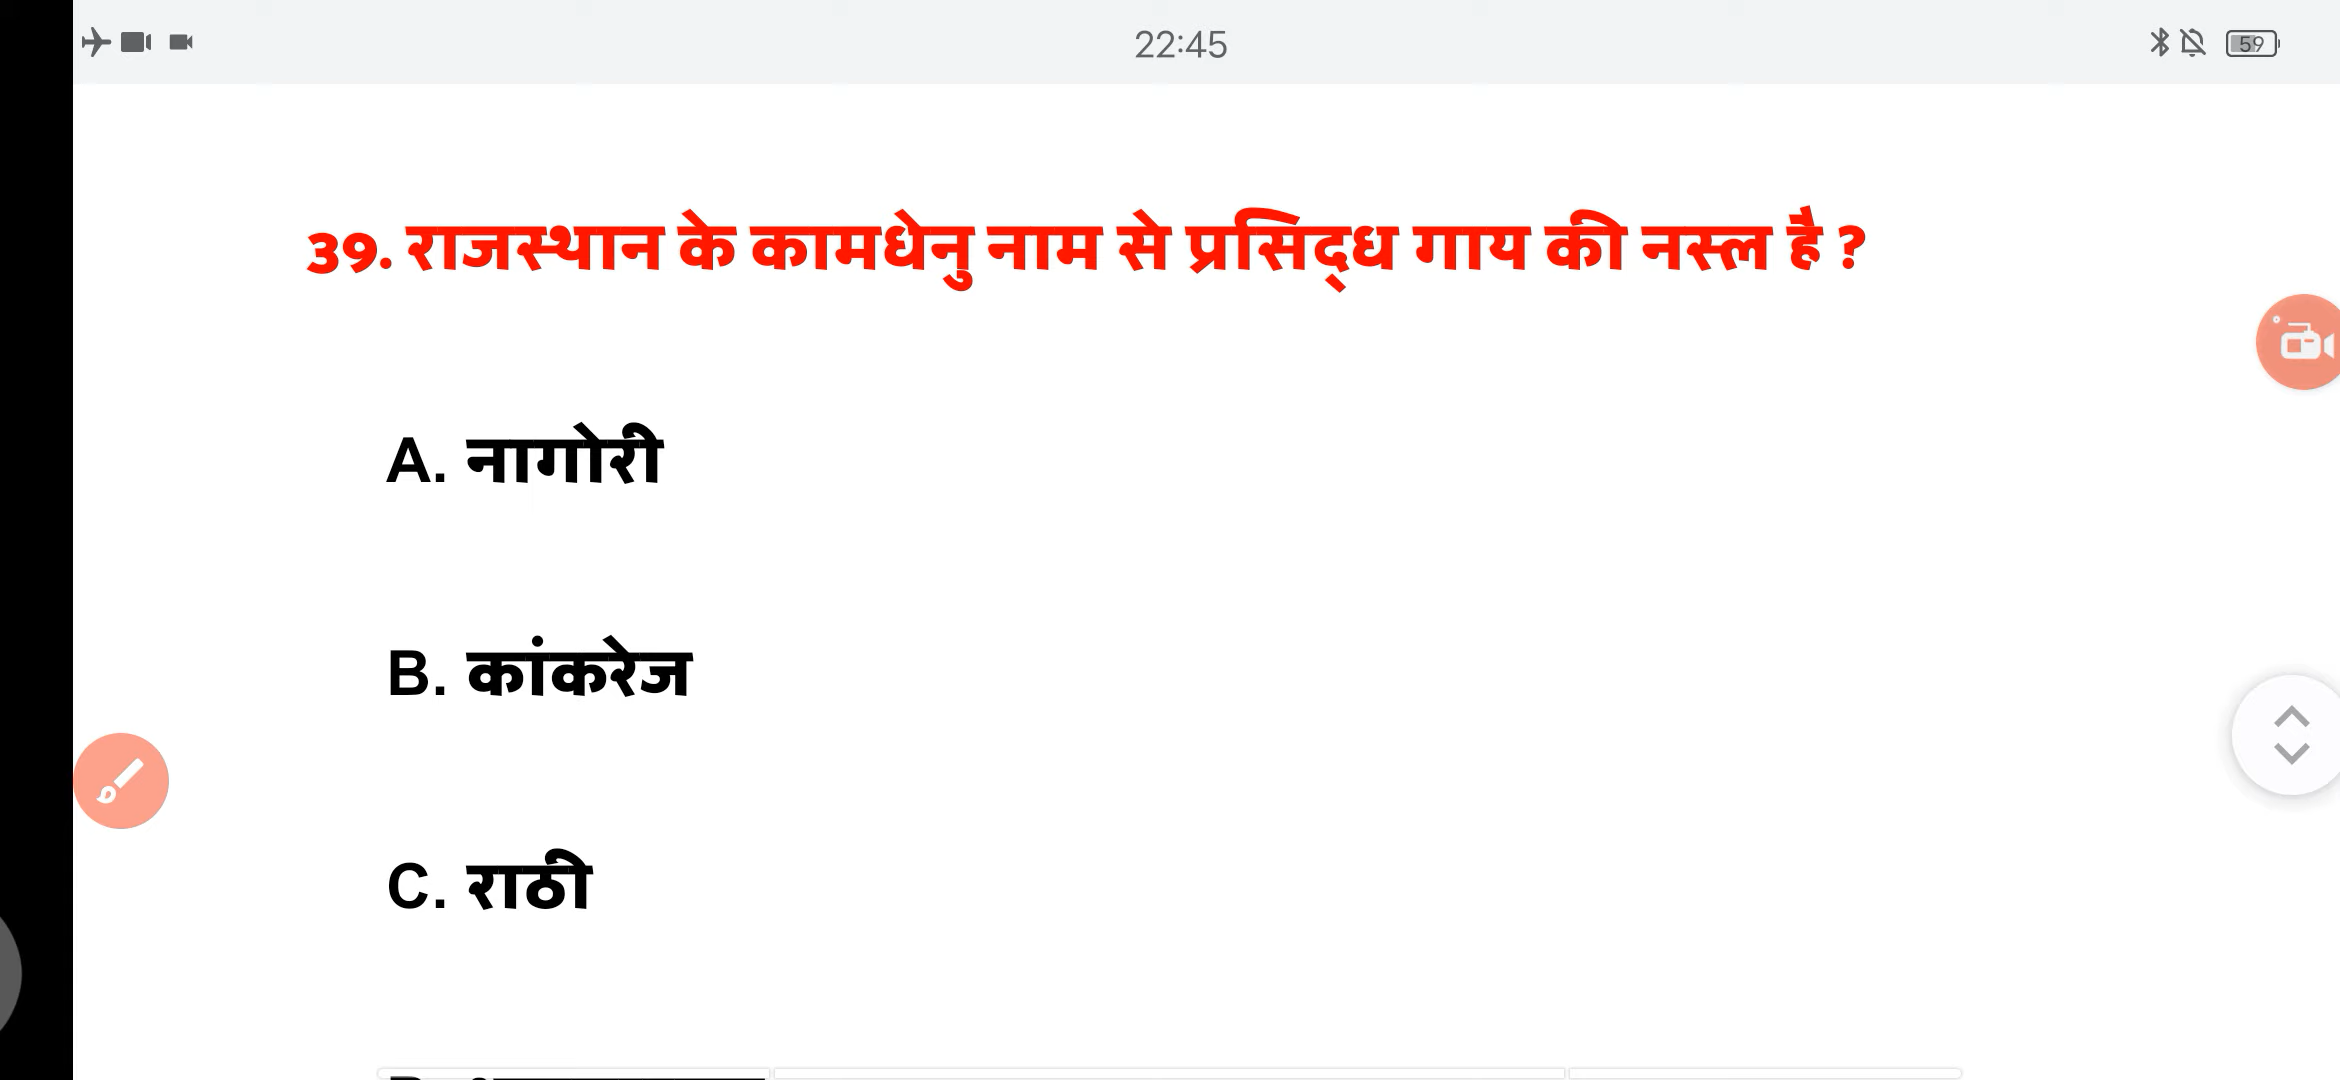 22:45
59
39. राजस्थान के कामधेनु नाम से प्रसिद्ध गाय की नस्ल है ?
A. नागोरी
B. कांकरेज
C. राठी